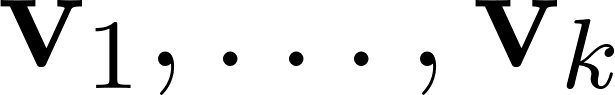 v₁, . . . , vₖ